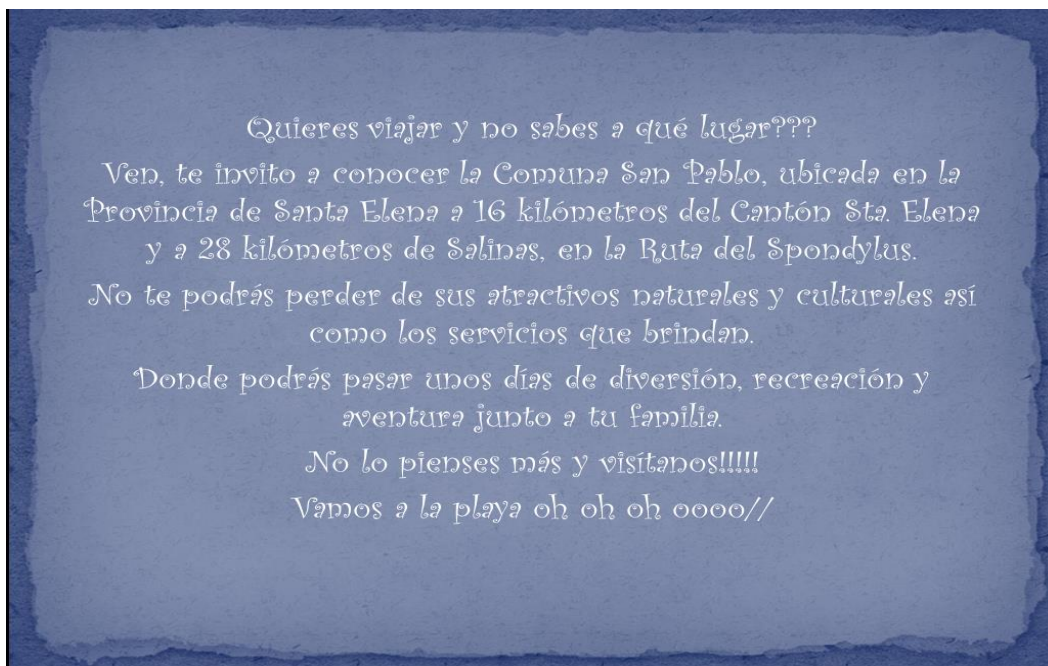 Quieres viajar y no sabes a qué lugar???
Ven, te invito a conocer la Comuna San Pablo, ubicada en la
Provincia de Santa Elena a 16 kilómetros del Cantón Sta. Elena
y a 28 kilómetros de Salinas, en la Ruta del Spondylus.
No te podrás perder de sus atractivos naturales y culturales así
como los servicios que brindan.
Donde podrás pasar unos días de diversión, recreación y
aventura junto a tu familia.
No lo pienses más y visítanos!!!!!
Vamos a la playa oh oh oh oooo//